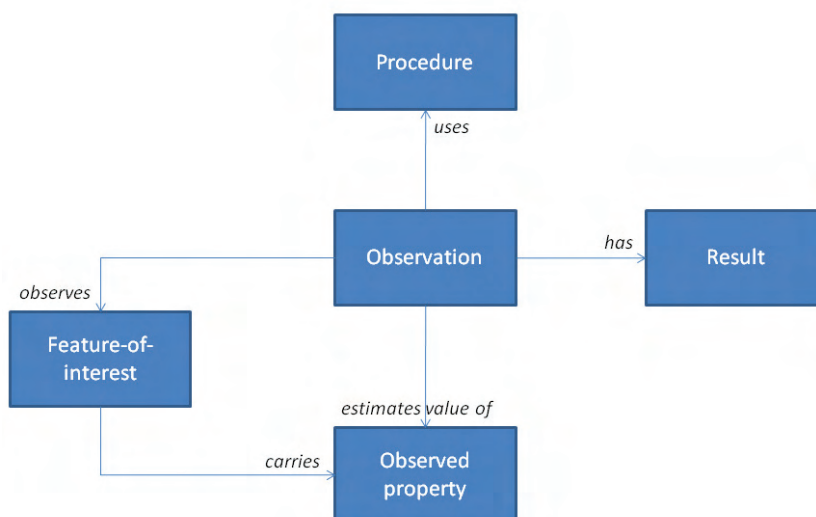 Procedure
uses
Observation
has
Result
observes
Feature-of-
interest
estimates value of
carries
Observed
property